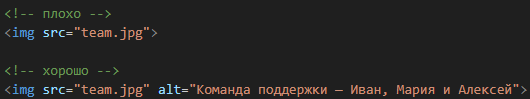 <!-- плохо -->
<img src="team.jpg">
<!-- хорошо -->
<img src="team.jpg" alt="Команда поддержки — Иван, Мария и Алексей">